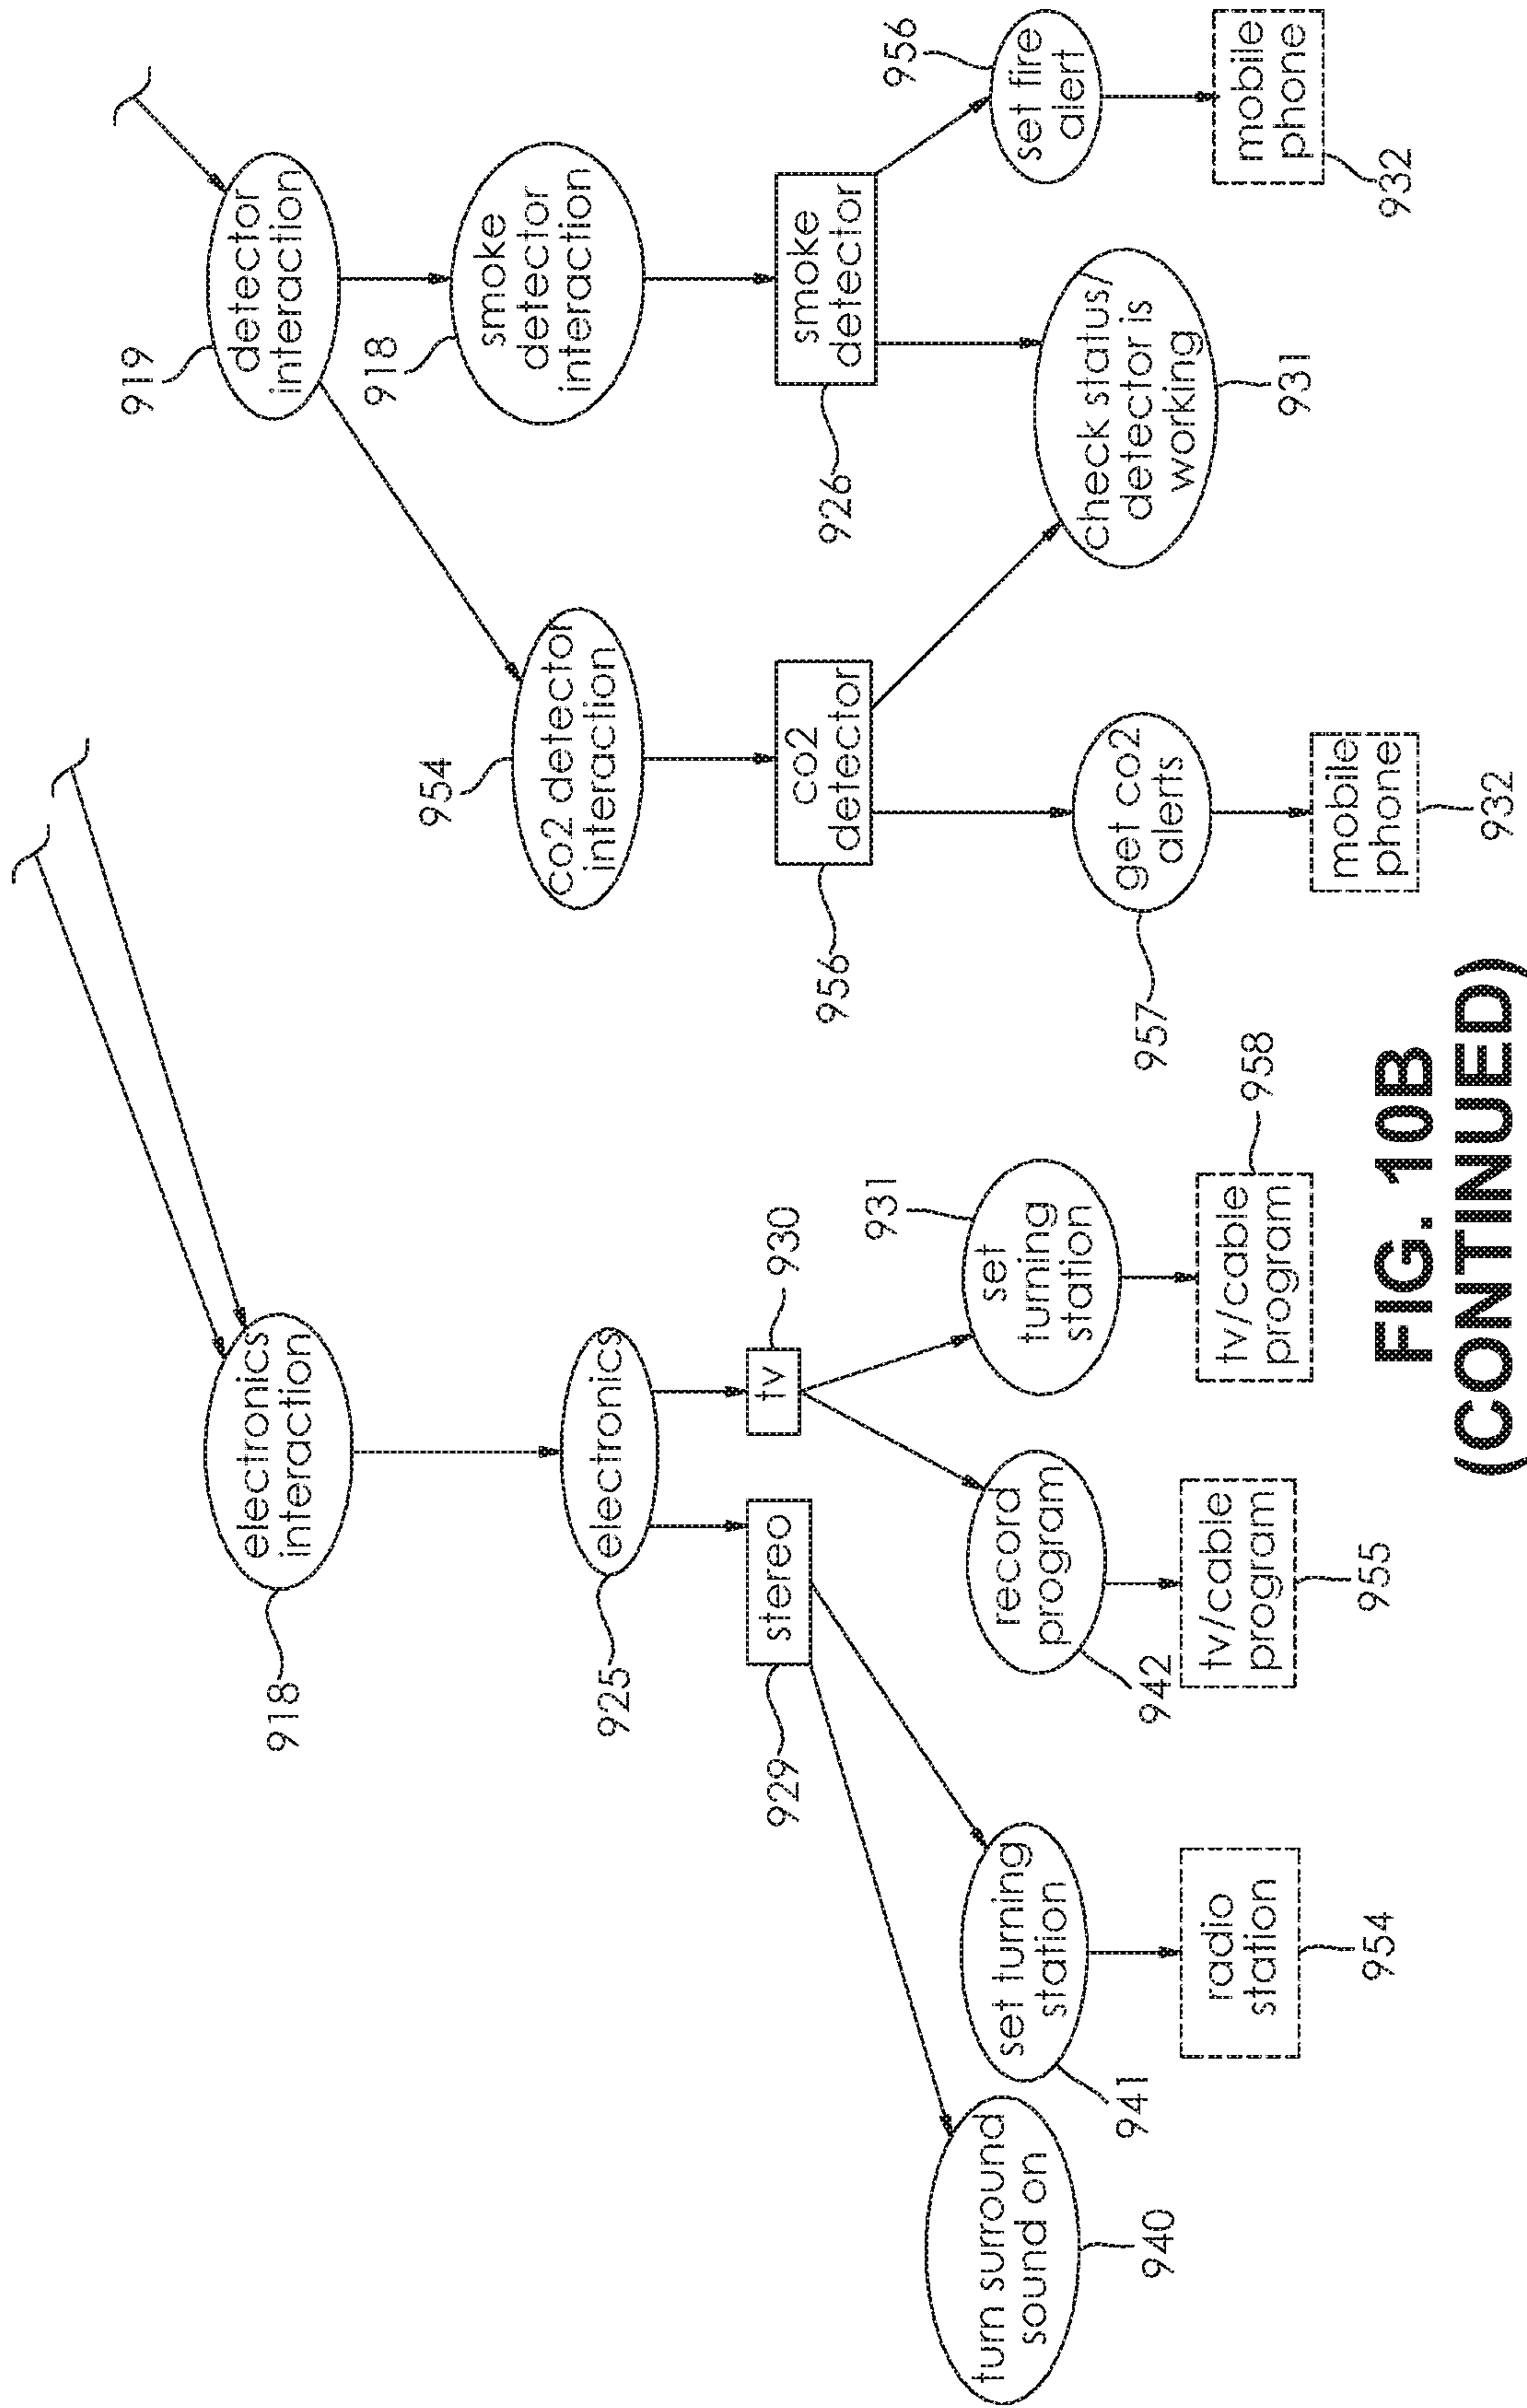 919
detector
interaction
918
electronics
interaction
918
smoke
detector
interaction
954
co2 detector
interaction
925
electronics
929
stereo
tv
930
956
co2
detector
926
smoke
detector
956
set fire
alert
940
turn surround
sound on
941
set turning
station
942
record
program
931
set
turning
station
957
get co2
alerts
check status/
detector is
working
931
radio
station
954
tv/cable
program
955
tv/cable
program
958
mobile
phone
932
mobile
phone
932
FIG. 10B
(CONTINUED)